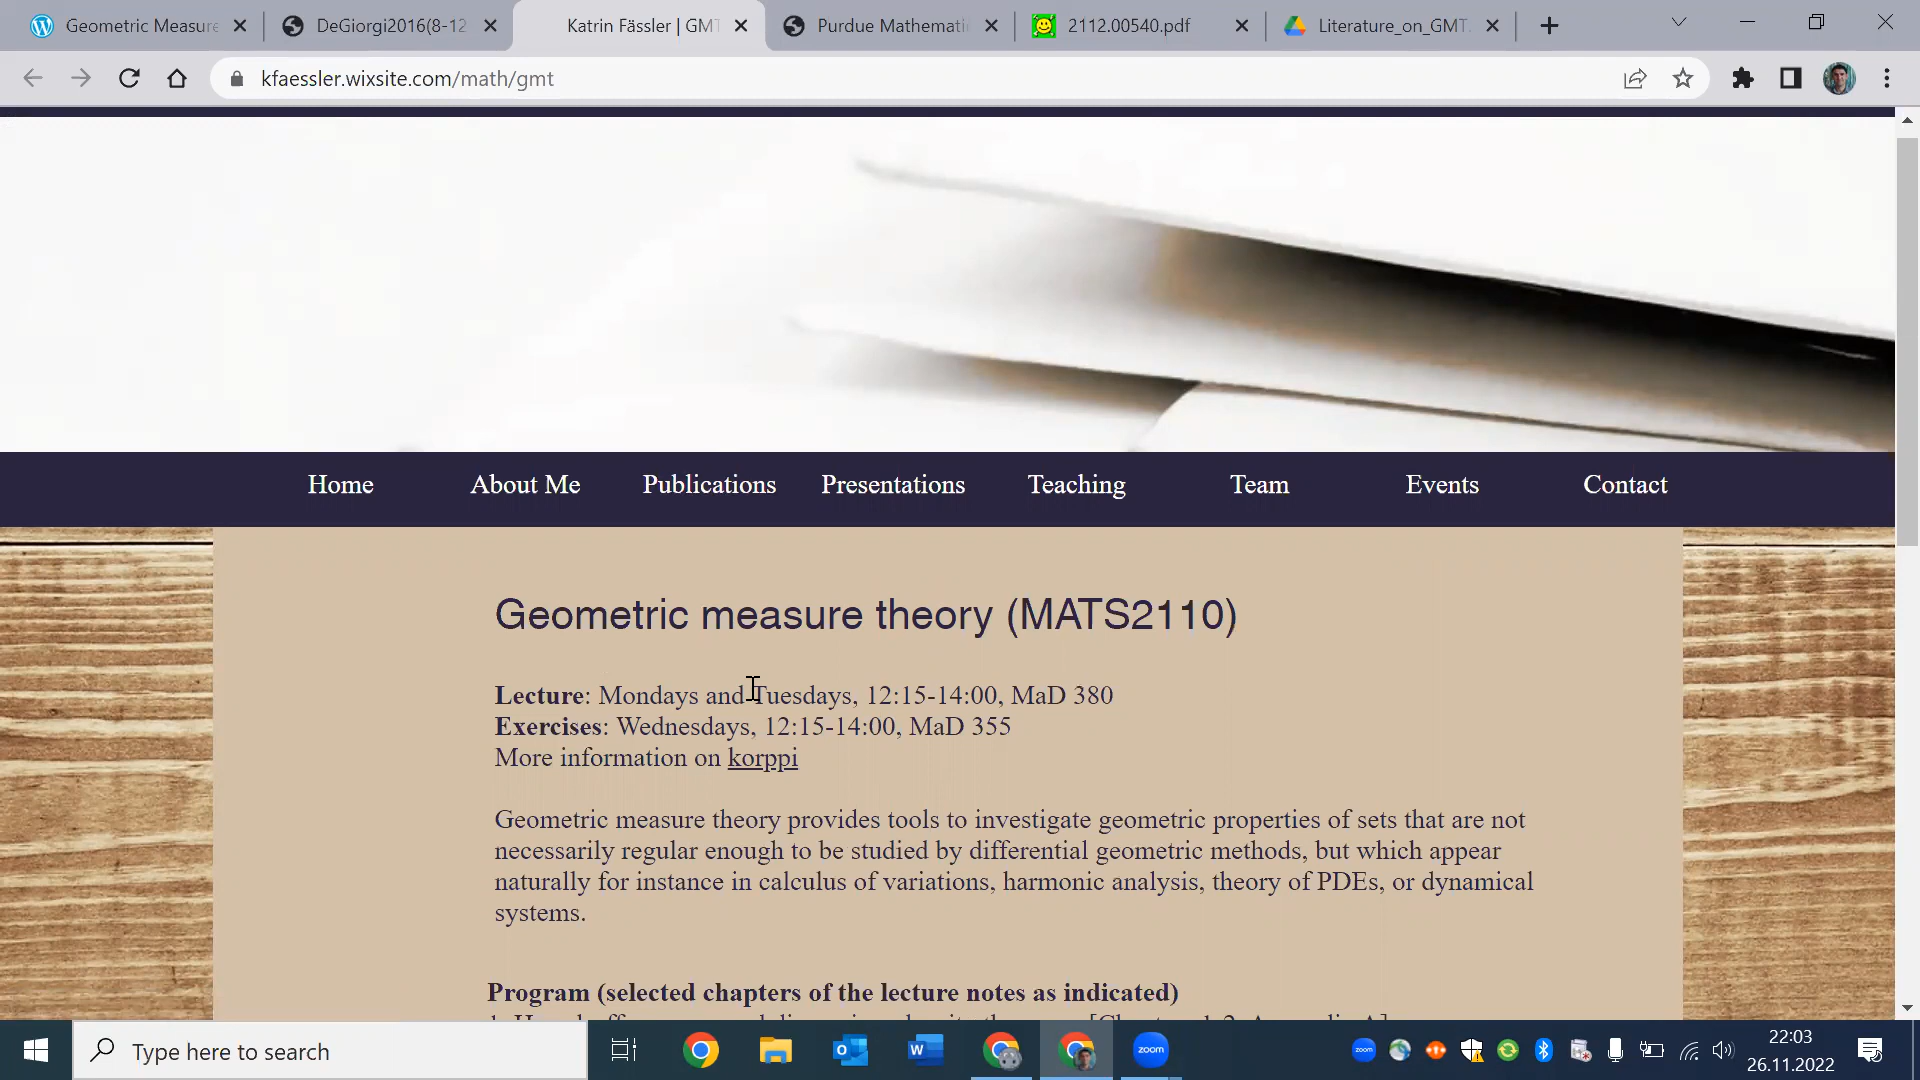 Geometric Measure
DeGiorgi2016(8-12
Katrin Fässler | GMT
Purdue Mathemati
2112.00540.pdf
Literature_on_GMT.
kfaessler.wixsite.com/math/gmt
Home About Me Publications Presentations Teaching Team Events Contact
Geometric measure theory (MATS2110)
Lecture: Mondays and Tuesdays, 12:15-14:00, MaD 380
Exercises: Wednesdays, 12:15-14:00, MaD 355
More information on korppi
Geometric measure theory provides tools to investigate geometric properties of sets that are not
necessarily regular enough to be studied by differential geometric methods, but which appear
naturally for instance in calculus of variations, harmonic analysis, theory of PDEs, or dynamical
systems.
Program (selected chapters of the lecture notes as indicated)
Type here to search
zoom
zoom
22:03
26.11.2022